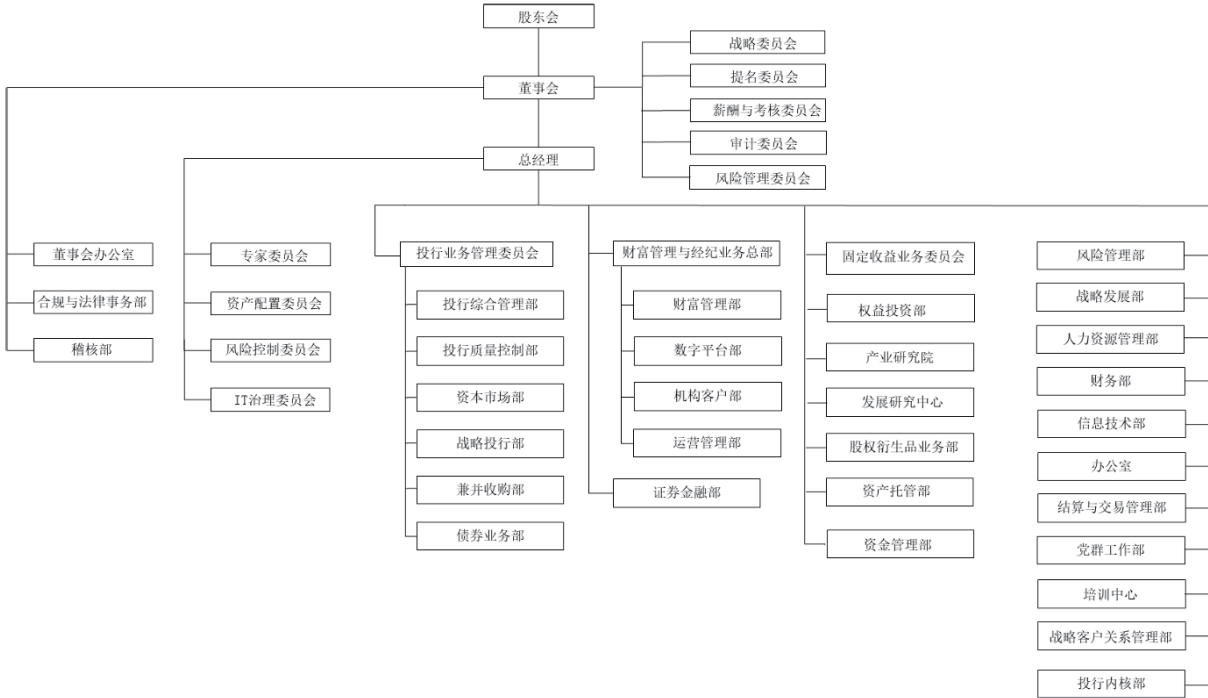 股东会
董事会
战略委员会
提名委员会
薪酬与考核委员会
审计委员会
风险管理委员会
总经理
董事会办公室
合规与法律事务部
稽核部
专家委员会
资产配置委员会
风险控制委员会
IT治理委员会
投行业务管理委员会
投行综合管理部
投行质量控制部
资本市场部
战略投行部
兼并收购部
债券业务部
财富管理与经纪业务总部
财富管理部
数字平台部
机构客户部
运营管理部
证券金融部
固定收益业务委员会
权益投资部
产业研究院
发展研究中心
股权衍生品业务部
资产托管部
资金管理部
风险管理部
战略发展部
人力资源管理部
财务部
信息技术部
办公室
结算与交易管理部
党群工作部
培训中心
战略客户关系管理部
投行内核部